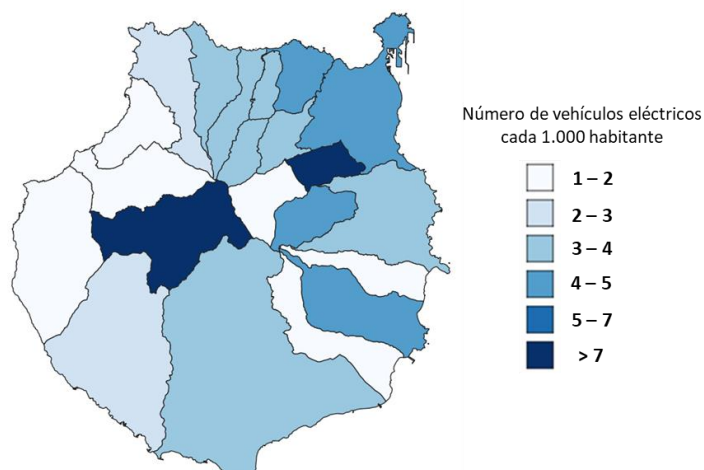 Número de vehículos eléctricos
cada 1.000 habitante
1 – 2
2 – 3
3 – 4
4 – 5
5 – 7
> 7